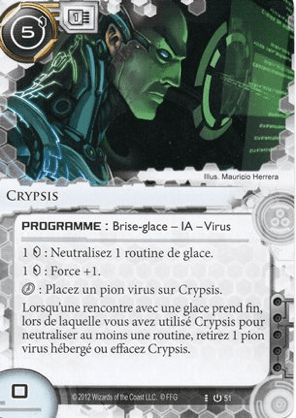 5
1
Illus. Mauricio Herrera
CRYPSIS
PROGRAMME : Brise-glace – IA – Virus
1 : Neutralisez 1 routine de glace.
1 : Force +1.
: Placez un pion virus sur Crypsis.
Lorsqu'une rencontre avec une glace prend fin,
lors de laquelle vous avez utilisé Crypsis pour
neutraliser au moins une routine, retirez 1 pion
virus hébergé ou effacez Crypsis.
0
© 2012 Wizards of the Coast LLC. © FFG
51